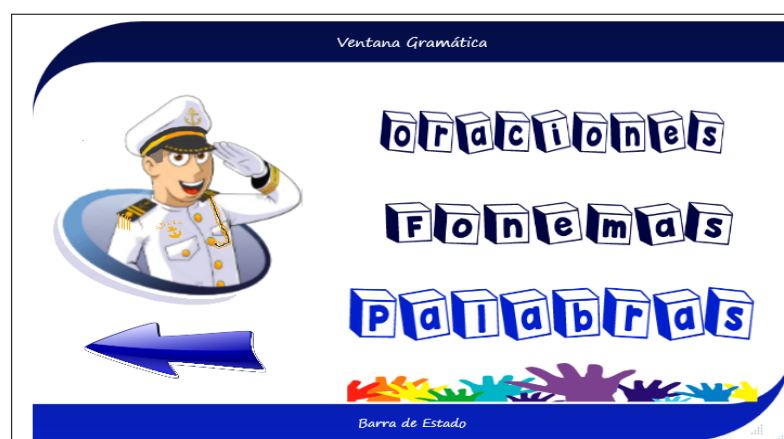 Ventana Gramática
oraciones
Fonemas
Palabras
Barra de Estado